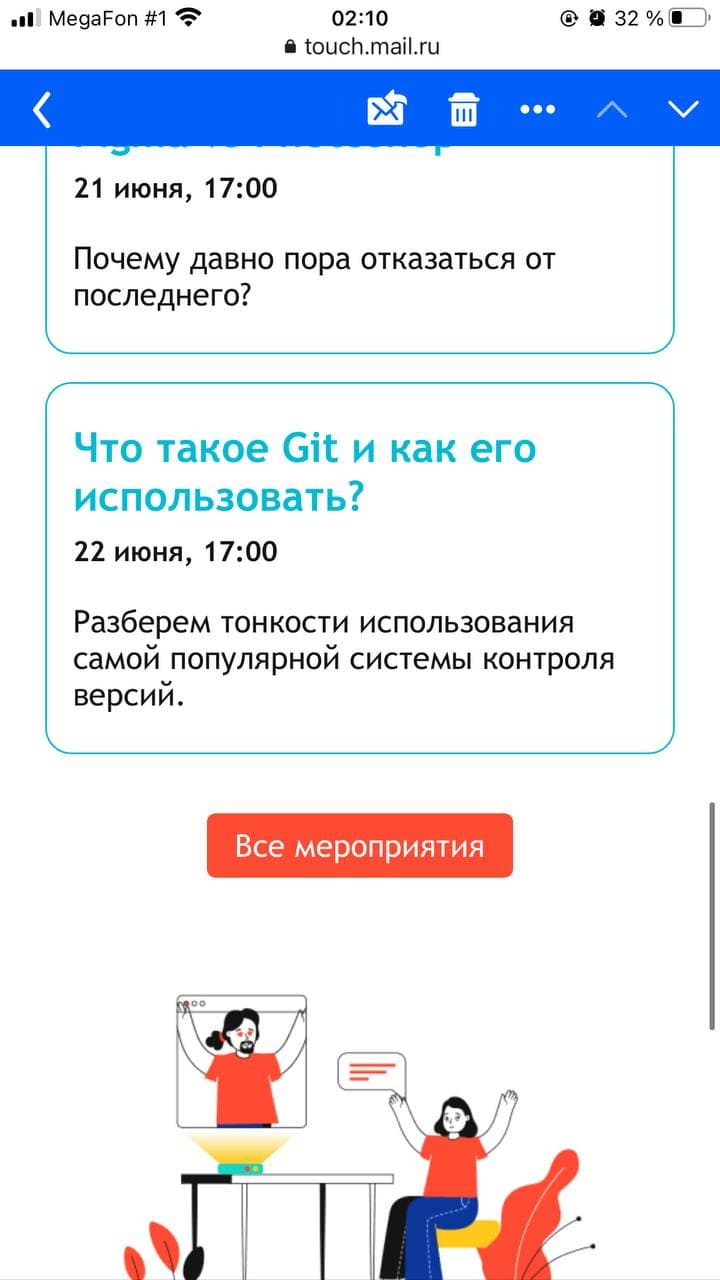 MegaFon #1 02:10 32 %
touch.mail.ru
21 июня, 17:00
Почему давно пора отказаться от
последнего?
Что такое Git и как его
использовать?
22 июня, 17:00
Разберем тонкости использования
самой популярной системы контроля
версий.
Все мероприятия